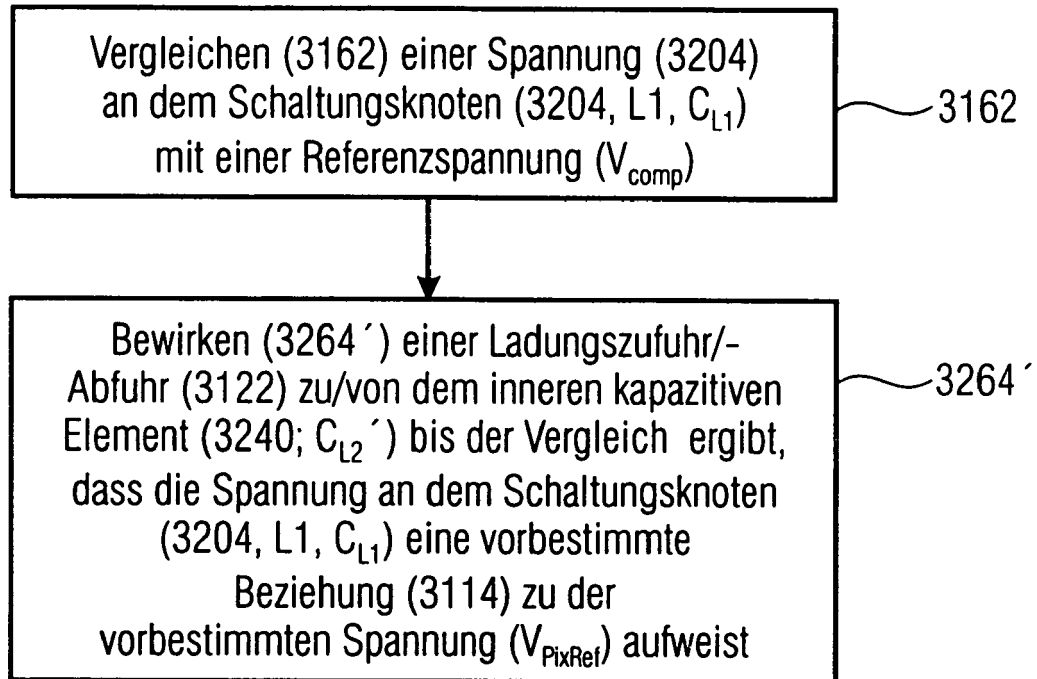 Vergleichen (3162) einer Spannung (3204)
an dem Schaltungsknoten (3204, L1, C_L1)
mit einer Referenzspannung (V_comp)
3162
Bewirken (3264´) einer Ladungszufuhr/-
Abfuhr (3122) zu/von dem inneren kapazitiven
Element (3240; C_L2´) bis der Vergleich ergibt,
dass die Spannung an dem Schaltungsknoten
(3204, L1, C_L1) eine vorbestimmte
Beziehung (3114) zu der
vorbestimmten Spannung (V_PixRef) aufweist
3264´